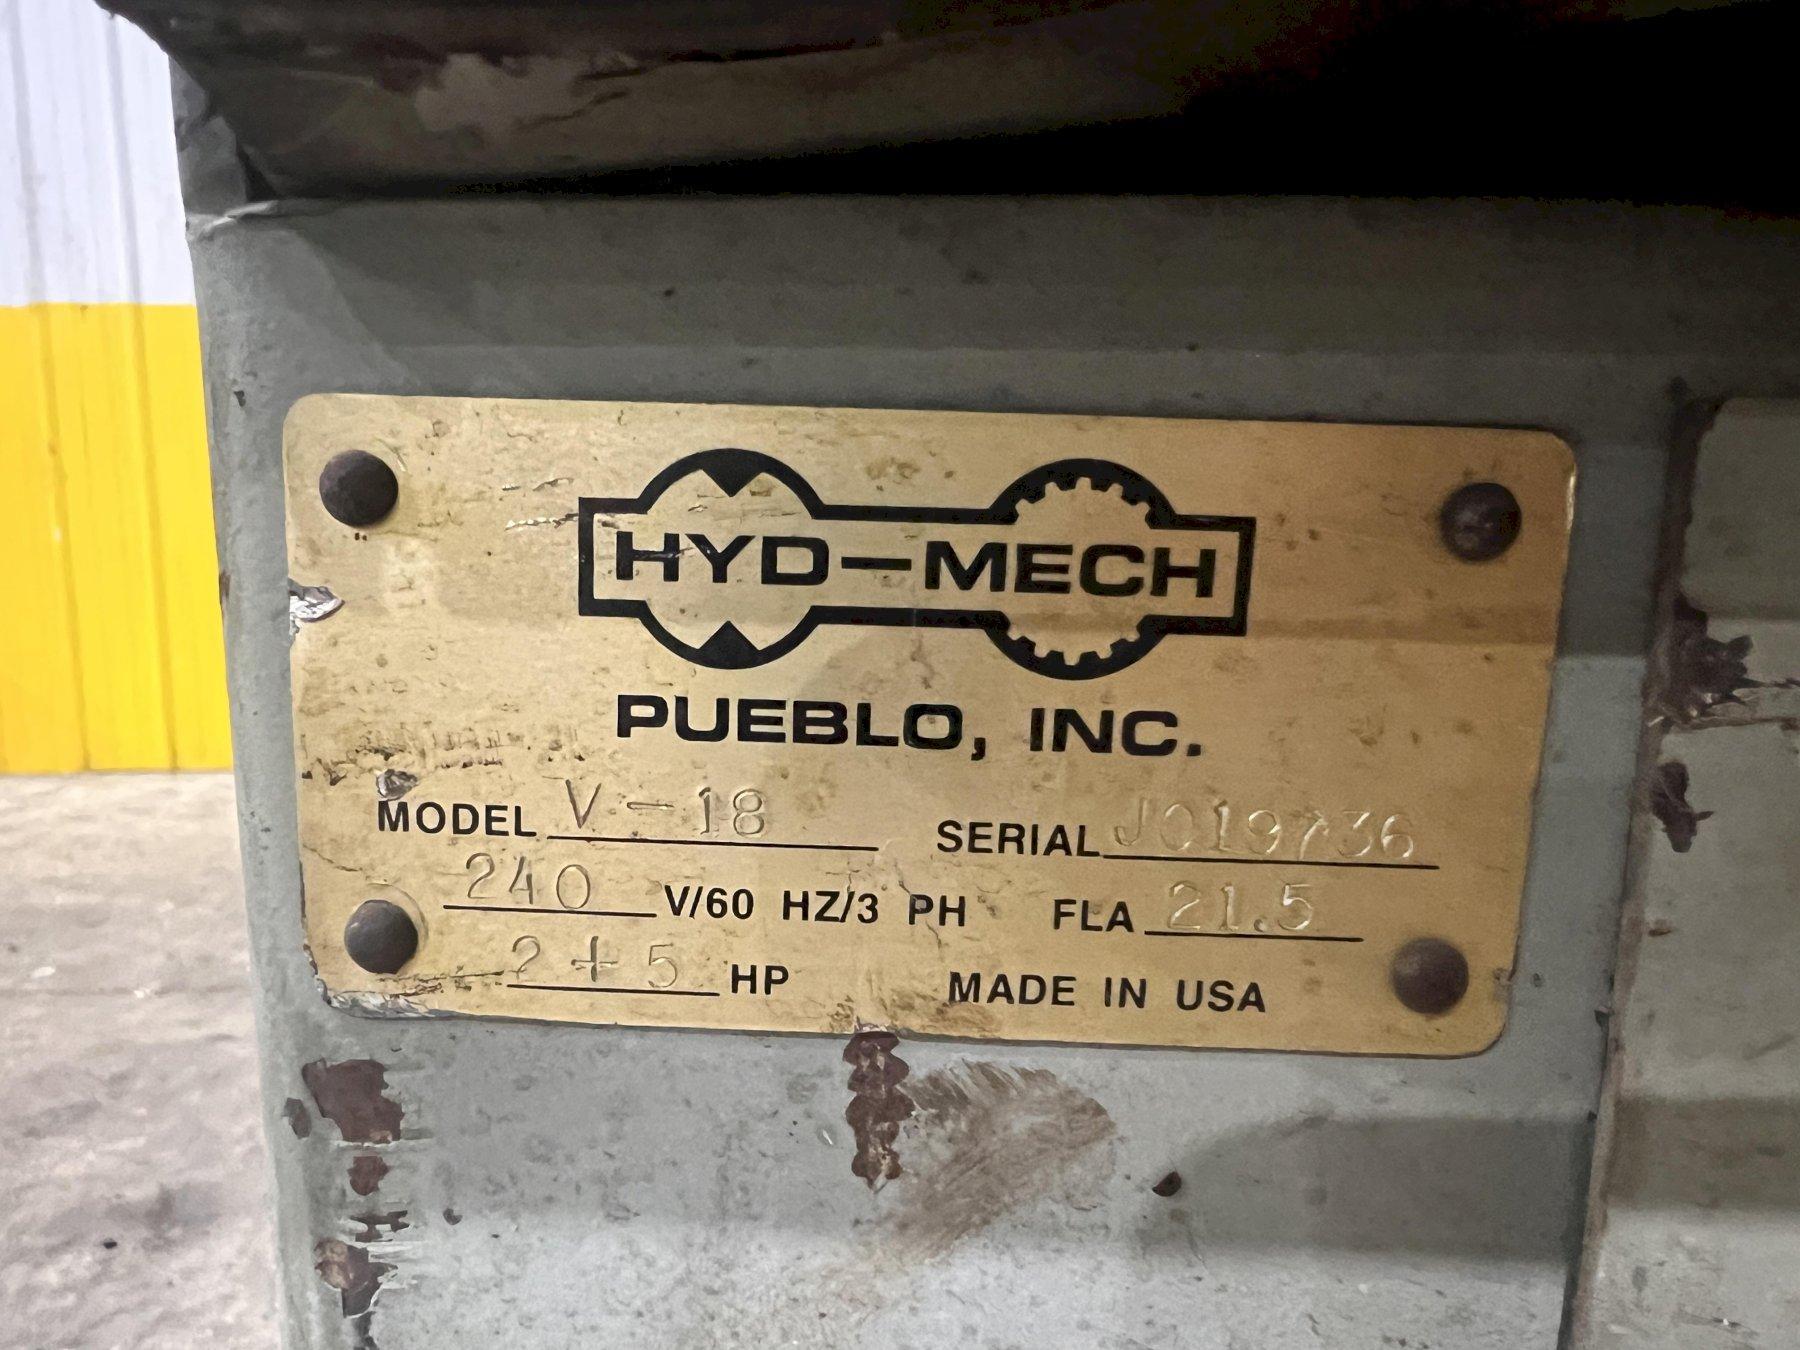 HYD-MECH
PUEBLO, INC.
MODEL V-18 SERIAL J019736
240 V/60 HZ/3 PH FLA 21.5
2+5 HP MADE IN USA